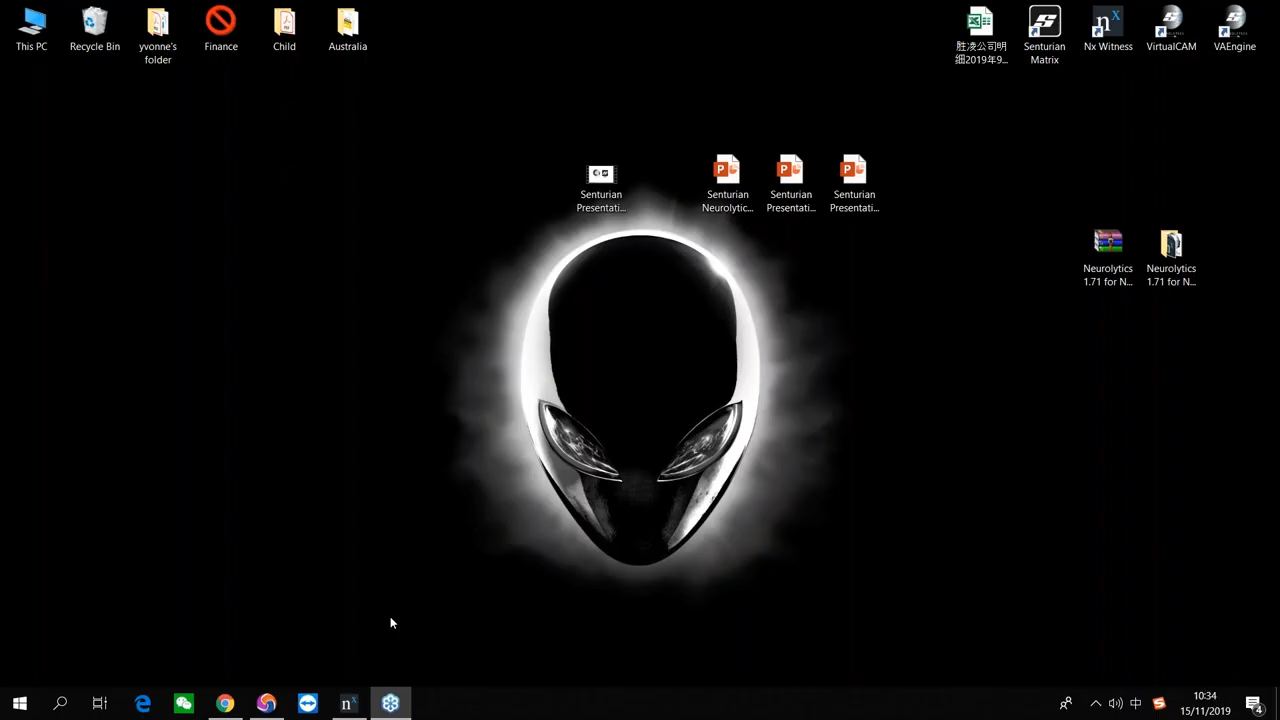 This PC
Recycle Bin
yvonne's
folder
Finance
Child
Australia
胜凌公司明
细2019年9...
Senturian
Matrix
Nx Witness
VirtualCAM
VAEngine
Senturian
Presentati...
Senturian
Neurolytic...
Senturian
Presentati...
Senturian
Presentati...
Neurolytics
1.71 for N...
Neurolytics
1.71 for N...
中
10:34
15/11/2019
4